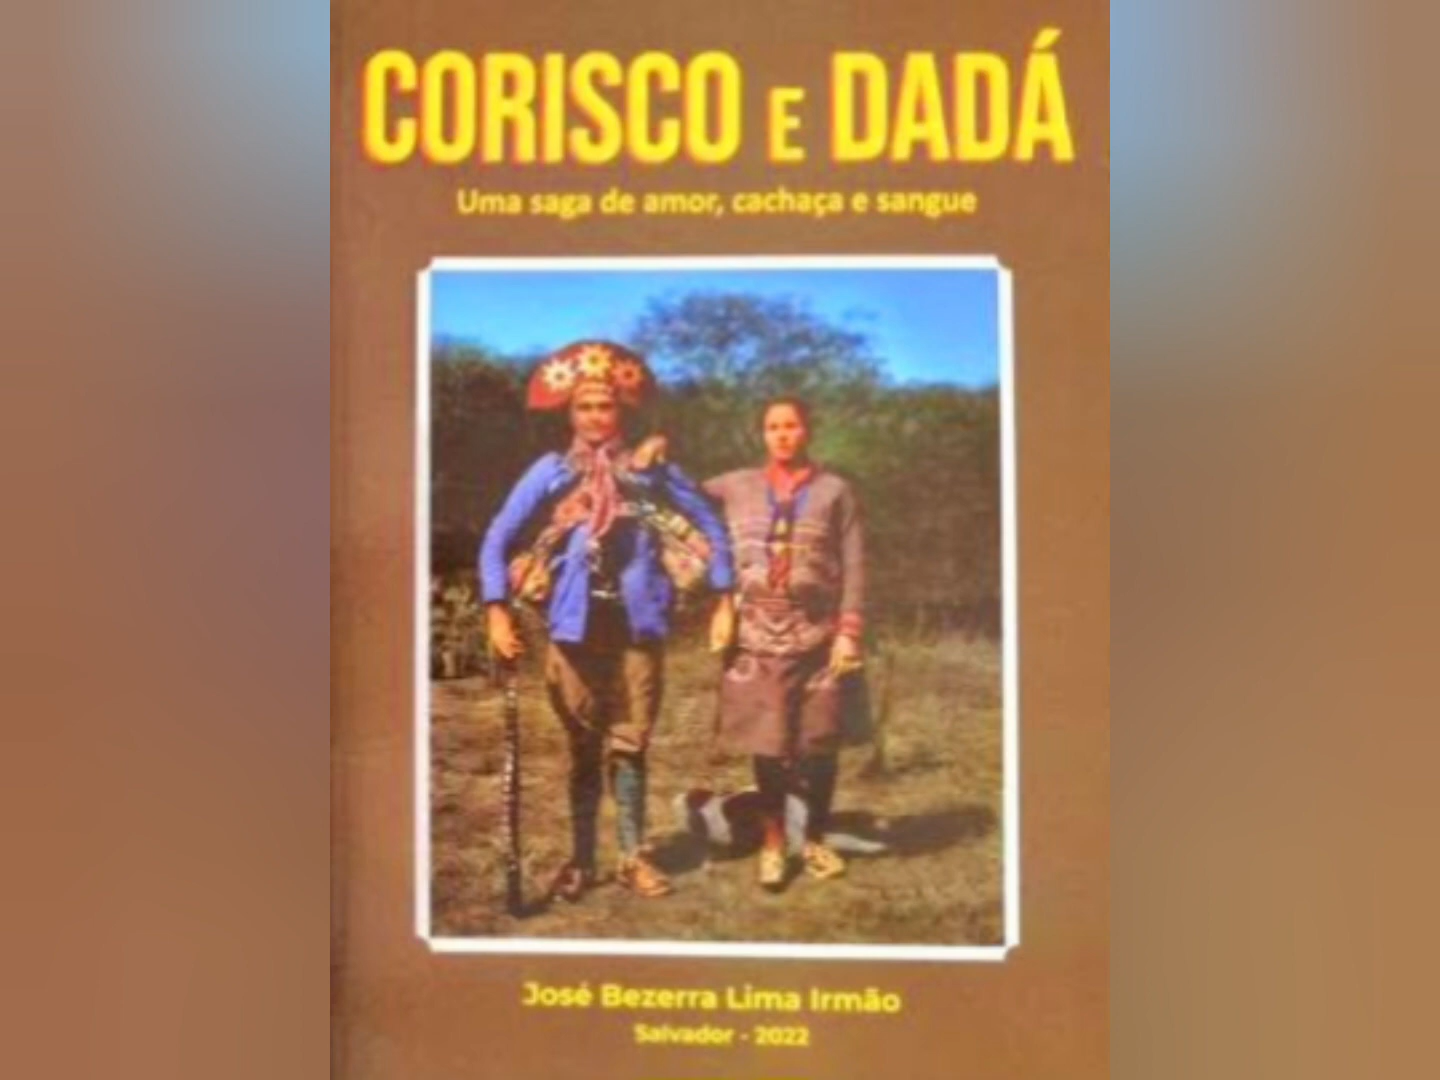 CORISCO E DADÁ
Uma saga de amor, cachaça e sangue
José Bezerra Lima Irmão
Salvador - 2022